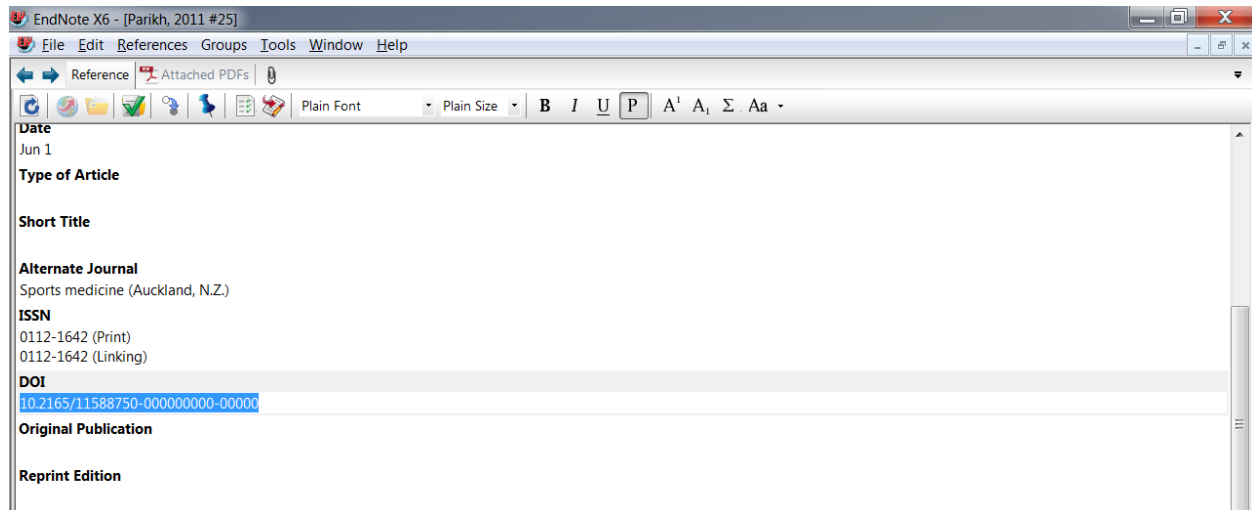 EndNote X6 - [Parikh, 2011 #25]
File Edit References Groups Tools Window Help
Reference Attached PDFs
Plain Font Plain Size B I U P A¹ A₁ Σ Aa
Date
Jun 1
Type of Article
Short Title
Alternate Journal
Sports medicine (Auckland, N.Z.)
ISSN
0112-1642 (Print)
0112-1642 (Linking)
DOI
10.2165/11588750-000000000-00000
Original Publication
Reprint Edition